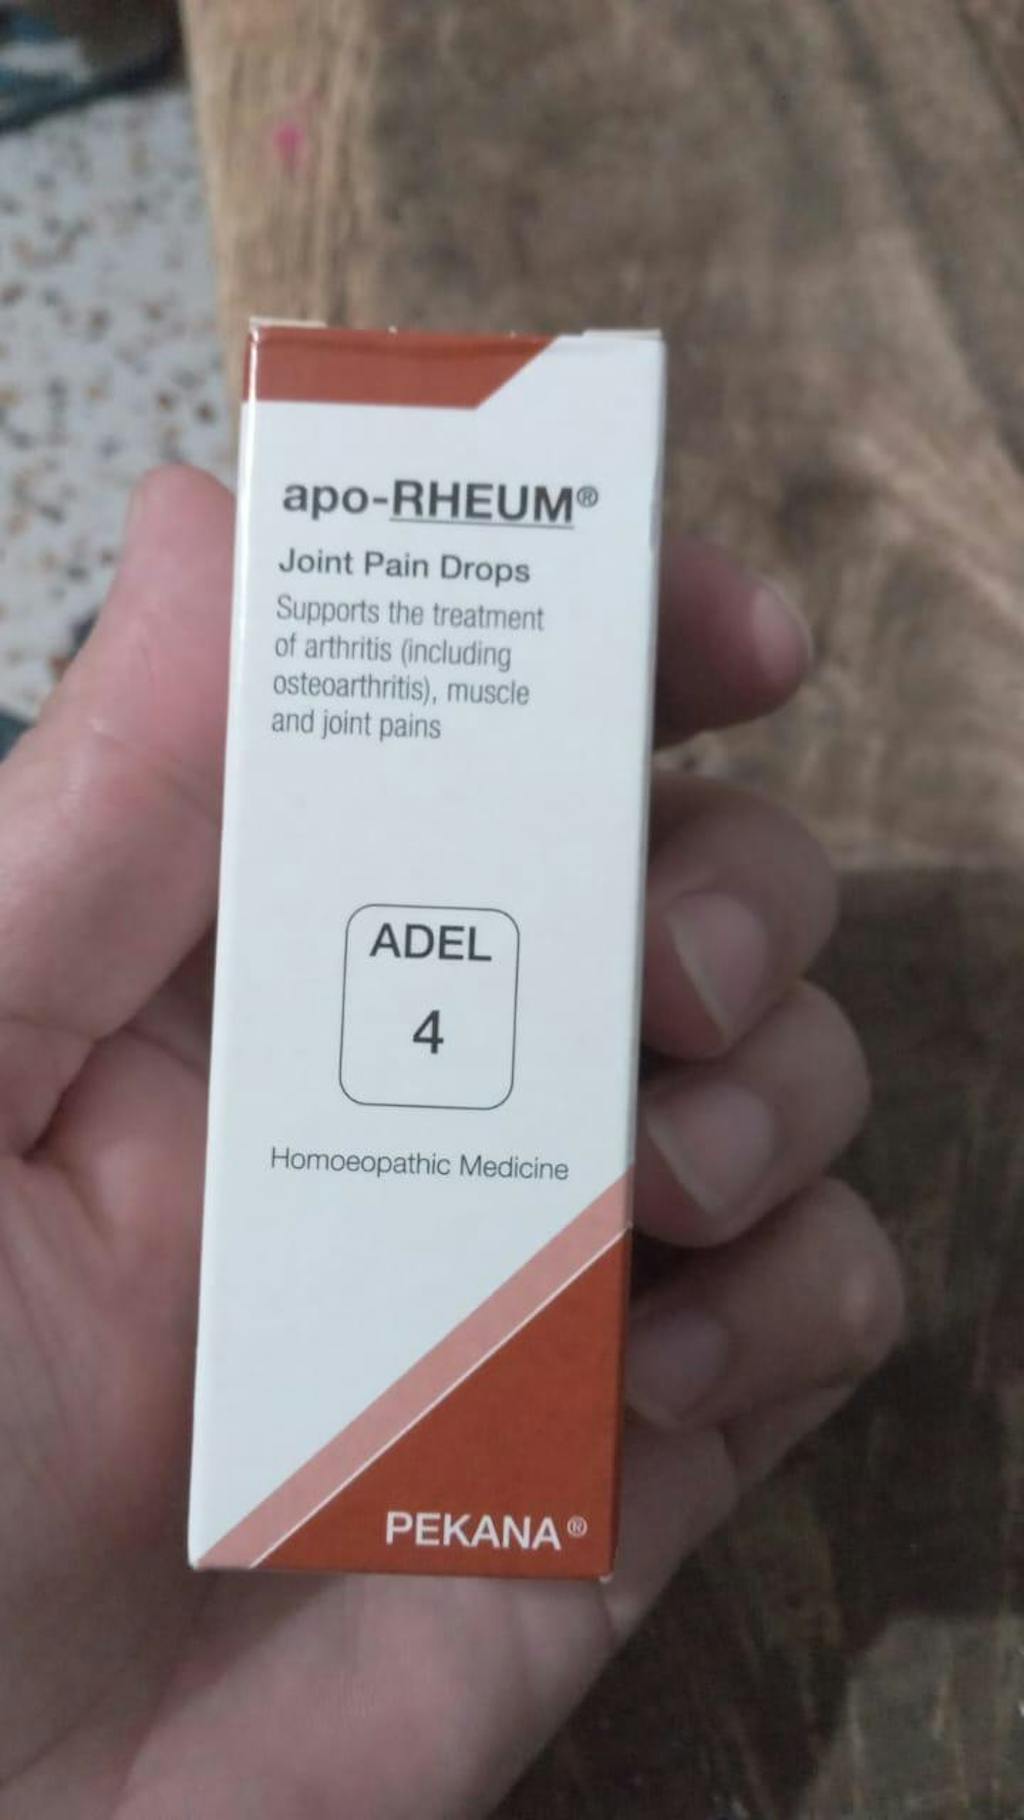 apo-RHEUM®
Joint Pain Drops
Supports the treatment
of arthritis (including
osteoarthritis), muscle
and joint pains
ADEL
4
Homoeopathic Medicine
PEKANA®